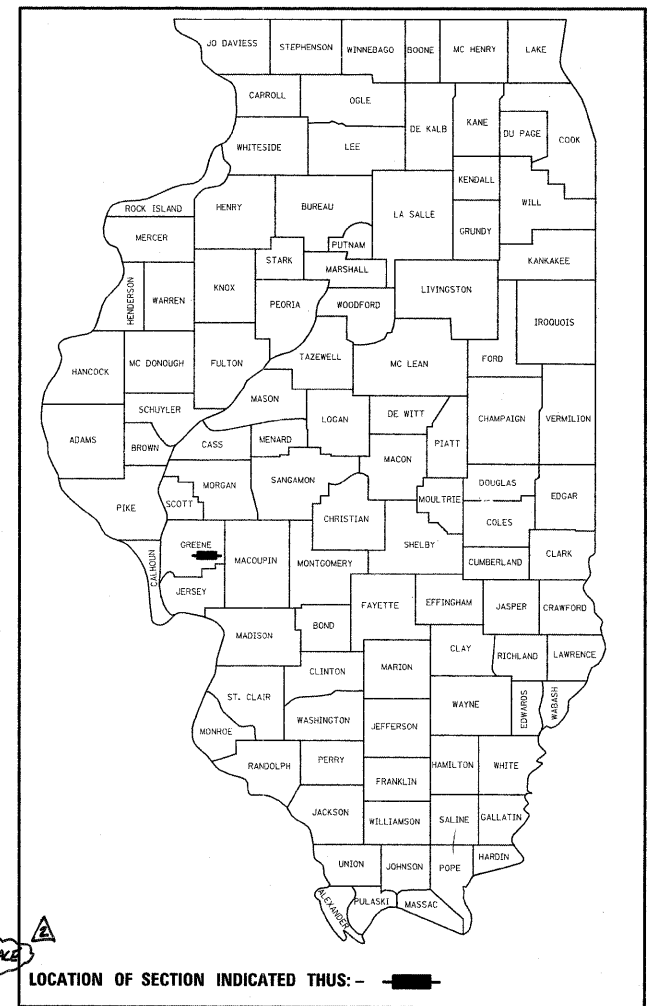 JO DAVIESS STEPHENSON WINNEBAGO BOONE MC HENRY LAKE
CARROLL OGLE DE KALB KANE DU PAGE COOK
WHITESIDE LEE
KENDALL WILL
ROCK ISLAND HENRY BUREAU LA SALLE
MERCER PUTNAM GRUNDY
STARK MARSHALL KANKAKEE
HENDERSON WARREN KNOX PEORIA WOODFORD LIVINGSTON
IROQUOIS
HANCOCK MC DONOUGH FULTON TAZEWELL MC LEAN FORD
MASON
SCHUYLER LOGAN DE WITT CHAMPAIGN VERMILION
ADAMS BROWN CASS MENARD PIATT
MACON
MORGAN SANGAMON DOUGLAS
PIKE SCOTT CHRISTIAN MOULTRIE EDGAR
COLES
GREENE MACOUPIN MONTGOMERY SHELBY CLARK
CALHOUN CUMBERLAND
JERSEY FAYETTE EFFINGHAM JASPER CRAWFORD
MADISON BOND
CLAY RICHLAND LAWRENCE
CLINTON MARION
ST. CLAIR WAYNE EDWARDS WABASH
WASHINGTON JEFFERSON
MONROE
RANDOLPH PERRY HAMILTON WHITE
FRANKLIN
JACKSON WILLIAMSON SALINE GALLATIN
UNION JOHNSON POPE HARDIN
ALEXANDER PULASKI MASSAC
2
LOCATION OF SECTION INDICATED THUS: -